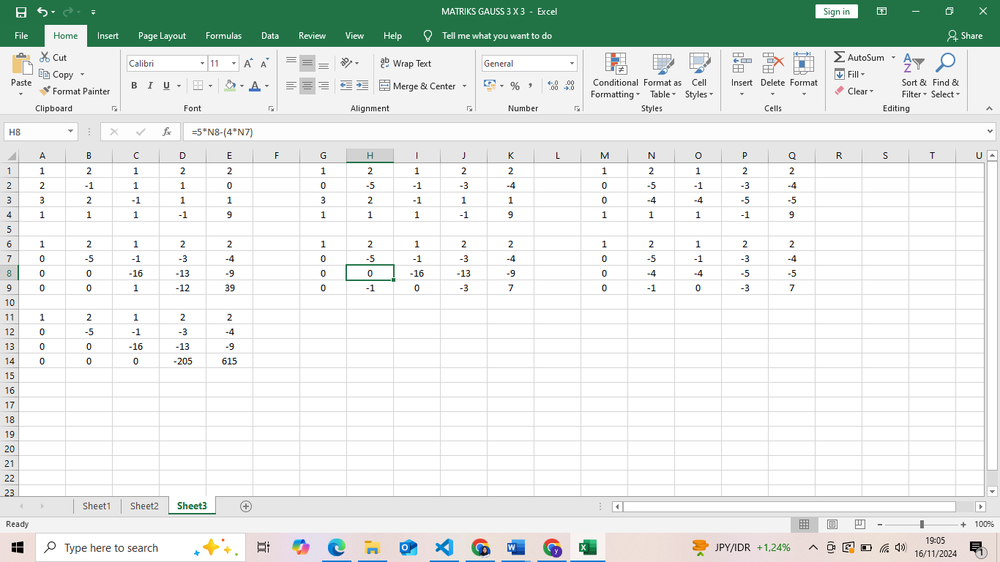 MATRIKS GAUSS 3 X 3 - Excel
Sign in
File Home Insert Page Layout Formulas Data Review View Help Tell me what you want to do Share
Paste
Cut
Copy
Format Painter
Clipboard
Calibri 11
B I U
Font
Wrap Text
Merge & Center
Alignment
General
% ,
Number
Conditional Formatting
Format as Table
Cell Styles
Styles
Insert Delete Format
Cells
AutoSum
Fill
Clear
Sort & Filter
Find & Select
Editing
H8 fx =5*N8-(4*N7)
A B C D E F G H I J K L M N O P Q R S T U
1 1 2 1 2 2 1 2 1 2 2 1 2 1 2 2
2 2 -1 1 1 0 0 -5 -1 -3 -4 0 -5 -1 -3 -4
3 3 2 -1 1 1 3 2 -1 1 1 0 -4 -4 -5 -5
4 1 1 1 -1 9 1 1 1 -1 9 1 1 1 -1 9
5
6 1 2 1 2 2 1 2 1 2 2 1 2 1 2 2
7 0 -5 -1 -3 -4 0 -5 -1 -3 -4 0 -5 -1 -3 -4
8 0 0 -16 -13 -9 0 0 -16 -13 -9 0 -4 -4 -5 -5
9 0 0 1 -12 39 0 -1 0 -3 7 0 -1 0 -3 7
10
11 1 2 1 2 2
12 0 -5 -1 -3 -4
13 0 0 -16 -13 -9
14 0 0 0 -205 615
15
16
17
18
19
20
21
22
23
Sheet1 Sheet2 Sheet3
Ready 100%
Type here to search
JPY/IDR +1,24%
19:05
16/11/2024
1